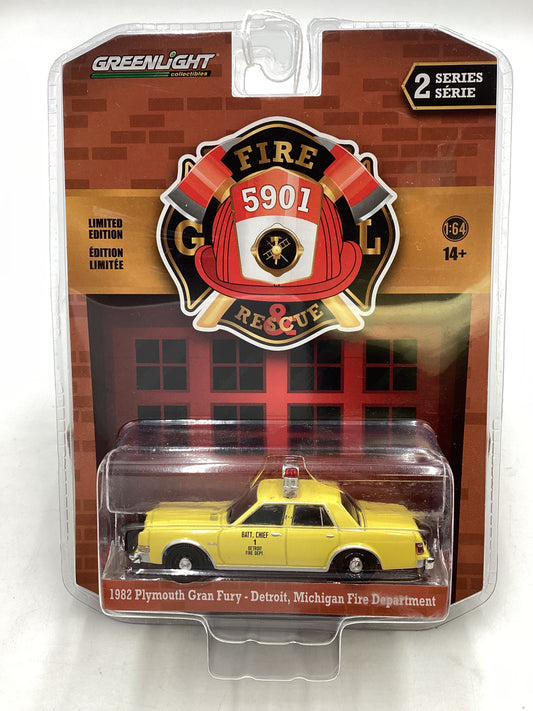 GREENLIGHT
collectibles
2 SERIES
SÉRIE
FIRE
5901
G L
& RESCUE
LIMITED
EDITION
ÉDITION
LIMITÉE
1:64
14+
BATT. CHIEF
1
DETROIT
FIRE DEPT.
1982 Plymouth Gran Fury - Detroit, Michigan Fire Department